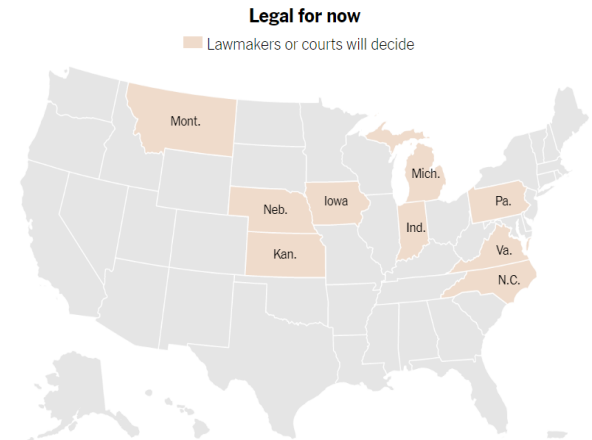 Legal for now
Lawmakers or courts will decide
Mont.
Mich.
Neb.
Iowa
Pa.
Ind.
Kan.
Va.
N.C.